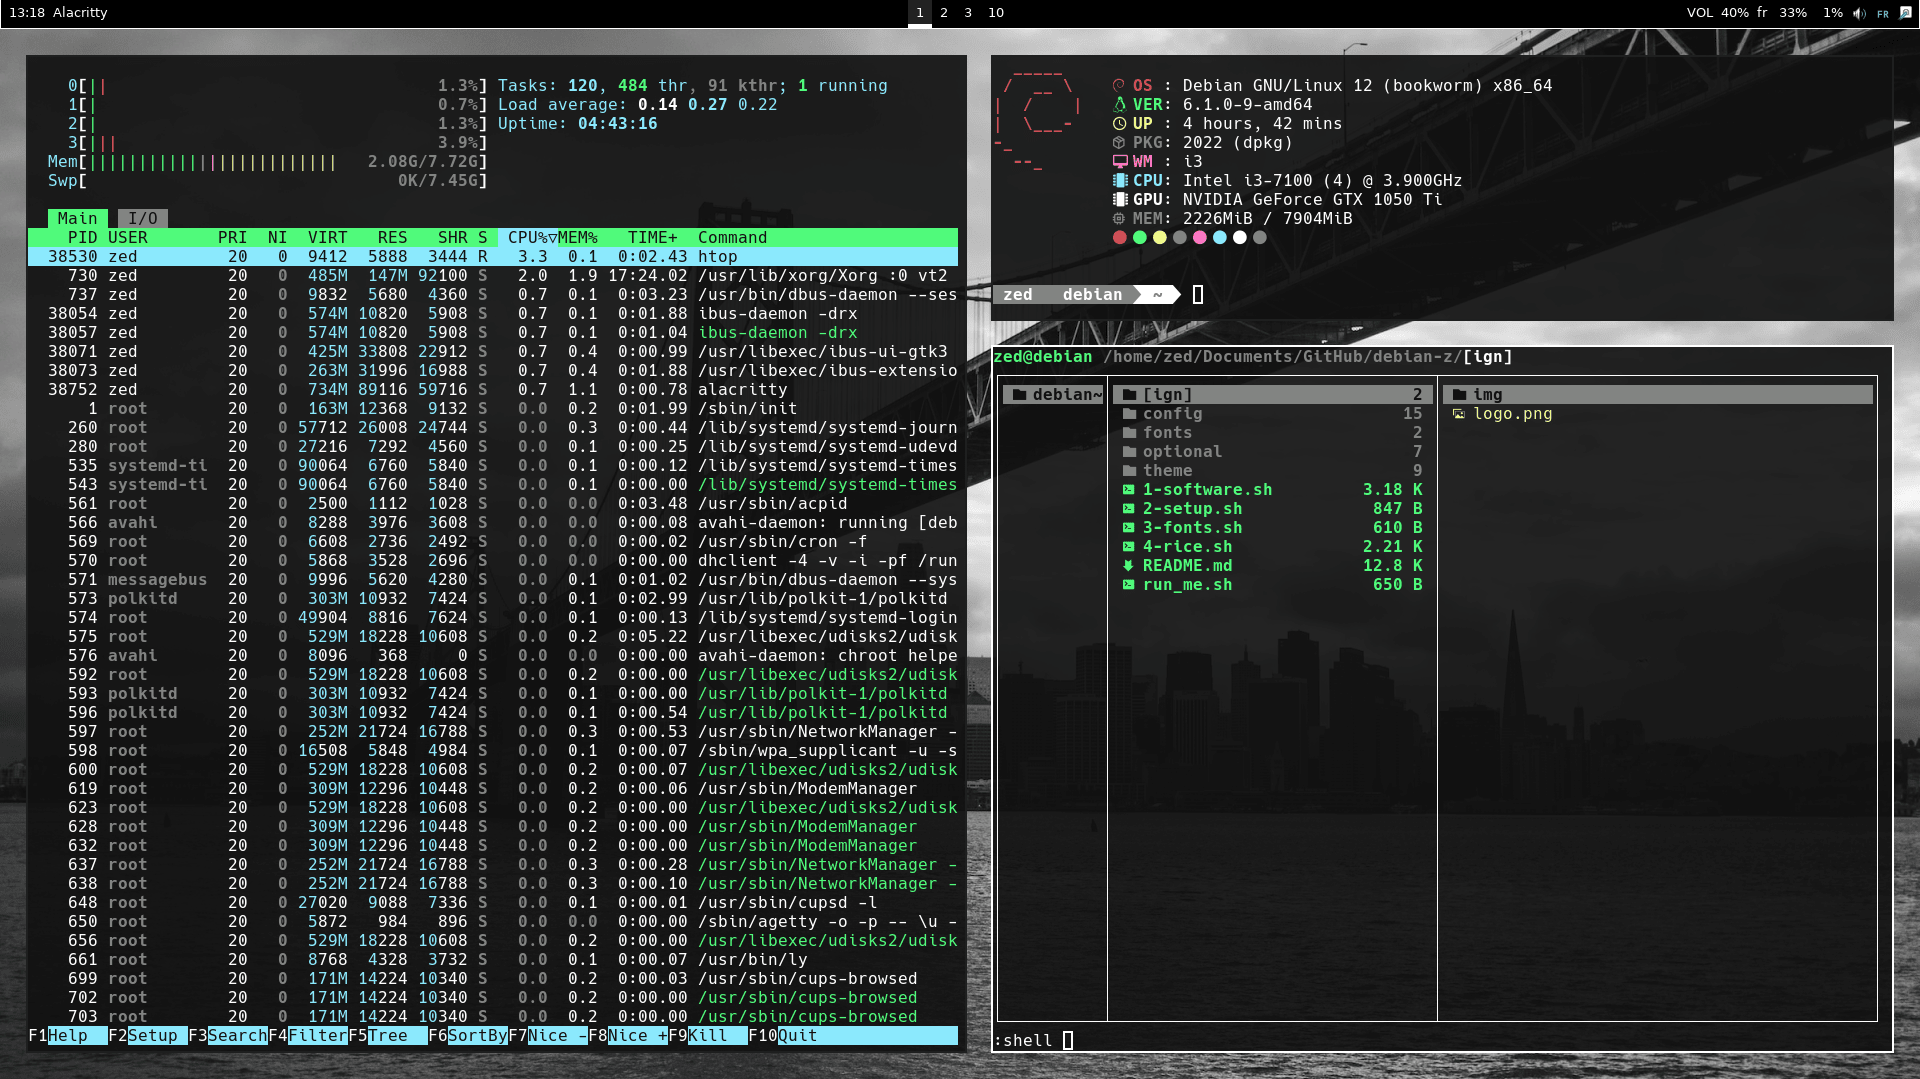 13:18 Alacritty
1 2 3 10
VOL 40% fr 33% 1% FR
0[|| 1.3%] Tasks: 120, 484 thr, 91 kthr; 1 running
1[| 0.7%] Load average: 0.14 0.27 0.22
2[| 1.3%] Uptime: 04:43:16
3[||| 3.9%]
Mem[||||||||||||||||||||||||| 2.08G/7.72G]
Swp[ 0K/7.45G]
Main I/O
PID USER PRI NI VIRT RES SHR S CPU%▽MEM% TIME+ Command
38530 zed 20 0 9412 5888 3444 R 3.3 0.1 0:02.43 htop
730 zed 20 0 485M 147M 92100 S 2.0 1.9 17:24.02 /usr/lib/xorg/Xorg :0 vt2
737 zed 20 0 9832 5680 4360 S 0.7 0.1 0:03.23 /usr/bin/dbus-daemon --ses
38054 zed 20 0 574M 10820 5908 S 0.7 0.1 0:01.88 ibus-daemon -drx
38057 zed 20 0 574M 10820 5908 S 0.7 0.1 0:01.04 ibus-daemon -drx
38071 zed 20 0 425M 33808 22912 S 0.7 0.4 0:00.99 /usr/libexec/ibus-ui-gtk3
38073 zed 20 0 263M 31996 16988 S 0.7 0.4 0:01.88 /usr/libexec/ibus-extensio
38752 zed 20 0 734M 89116 59716 S 0.7 1.1 0:00.78 alacritty
1 root 20 0 163M 12368 9132 S 0.0 0.2 0:01.99 /sbin/init
260 root 20 0 57712 26008 24744 S 0.0 0.3 0:00.44 /lib/systemd/systemd-journ
280 root 20 0 27216 7292 4560 S 0.0 0.1 0:00.25 /lib/systemd/systemd-udevd
535 systemd-ti 20 0 90064 6760 5840 S 0.0 0.1 0:00.12 /lib/systemd/systemd-times
543 systemd-ti 20 0 90064 6760 5840 S 0.0 0.1 0:00.00 /lib/systemd/systemd-times
561 root 20 0 2500 1112 1028 S 0.0 0.0 0:03.48 /usr/sbin/acpid
566 avahi 20 0 8288 3976 3608 S 0.0 0.0 0:00.08 avahi-daemon: running [deb
569 root 20 0 6608 2736 2492 S 0.0 0.0 0:00.02 /usr/sbin/cron -f
570 root 20 0 5868 3528 2696 S 0.0 0.0 0:00.00 dhclient -4 -v -i -pf /run
571 messagebus 20 0 9996 5620 4280 S 0.0 0.1 0:01.02 /usr/bin/dbus-daemon --sys
573 polkitd 20 0 303M 10932 7424 S 0.0 0.1 0:02.99 /usr/lib/polkit-1/polkitd
574 root 20 0 49904 8816 7624 S 0.0 0.1 0:00.13 /lib/systemd/systemd-login
575 root 20 0 529M 18228 10608 S 0.0 0.2 0:05.22 /usr/libexec/udisks2/udisk
576 avahi 20 0 8096 368 0 S 0.0 0.0 0:00.00 avahi-daemon: chroot helpe
592 root 20 0 529M 18228 10608 S 0.0 0.2 0:00.00 /usr/libexec/udisks2/udisk
593 polkitd 20 0 303M 10932 7424 S 0.0 0.1 0:00.00 /usr/lib/polkit-1/polkitd
596 polkitd 20 0 303M 10932 7424 S 0.0 0.1 0:00.54 /usr/lib/polkit-1/polkitd
597 root 20 0 252M 21724 16788 S 0.0 0.3 0:00.53 /usr/sbin/NetworkManager -
598 root 20 0 16508 5848 4984 S 0.0 0.1 0:00.07 /sbin/wpa_supplicant -u -s
600 root 20 0 529M 18228 10608 S 0.0 0.2 0:00.07 /usr/libexec/udisks2/udisk
619 root 20 0 309M 12296 10448 S 0.0 0.2 0:00.06 /usr/sbin/ModemManager
623 root 20 0 529M 18228 10608 S 0.0 0.2 0:00.00 /usr/libexec/udisks2/udisk
628 root 20 0 309M 12296 10448 S 0.0 0.2 0:00.00 /usr/sbin/ModemManager
632 root 20 0 309M 12296 10448 S 0.0 0.2 0:00.00 /usr/sbin/ModemManager
637 root 20 0 252M 21724 16788 S 0.0 0.3 0:00.28 /usr/sbin/NetworkManager -
638 root 20 0 252M 21724 16788 S 0.0 0.3 0:00.10 /usr/sbin/NetworkManager -
648 root 20 0 27020 9088 7336 S 0.0 0.1 0:00.01 /usr/sbin/cupsd -l
650 root 20 0 5872 984 896 S 0.0 0.0 0:00.00 /sbin/agetty -o -p -- \u -
656 root 20 0 529M 18228 10608 S 0.0 0.2 0:00.00 /usr/libexec/udisks2/udisk
661 root 20 0 8768 4328 3732 S 0.0 0.1 0:00.07 /usr/bin/ly
699 root 20 0 171M 14224 10340 S 0.0 0.2 0:00.03 /usr/sbin/cups-browsed
702 root 20 0 171M 14224 10340 S 0.0 0.2 0:00.00 /usr/sbin/cups-browsed
703 root 20 0 171M 14224 10340 S 0.0 0.2 0:00.00 /usr/sbin/cups-browsed
F1Help F2Setup F3SearchF4FilterF5Tree F6SortByF7Nice -F8Nice +F9Kill F10Quit
OS : Debian GNU/Linux 12 (bookworm) x86_64
VER: 6.1.0-9-amd64
UP : 4 hours, 42 mins
PKG: 2022 (dpkg)
WM : i3
CPU: Intel i3-7100 (4) @ 3.900GHz
GPU: NVIDIA GeForce GTX 1050 Ti
MEM: 2226MiB / 7904MiB
zed debian ~
zed@debian /home/zed/Documents/GitHub/debian-z/[ign]
debian~ [ign] 2 img
config 15 logo.png
fonts 2
optional 7
theme 9
1-software.sh 3.18 K
2-setup.sh 847 B
3-fonts.sh 610 B
4-rice.sh 2.21 K
README.md 12.8 K
run_me.sh 650 B
:shell